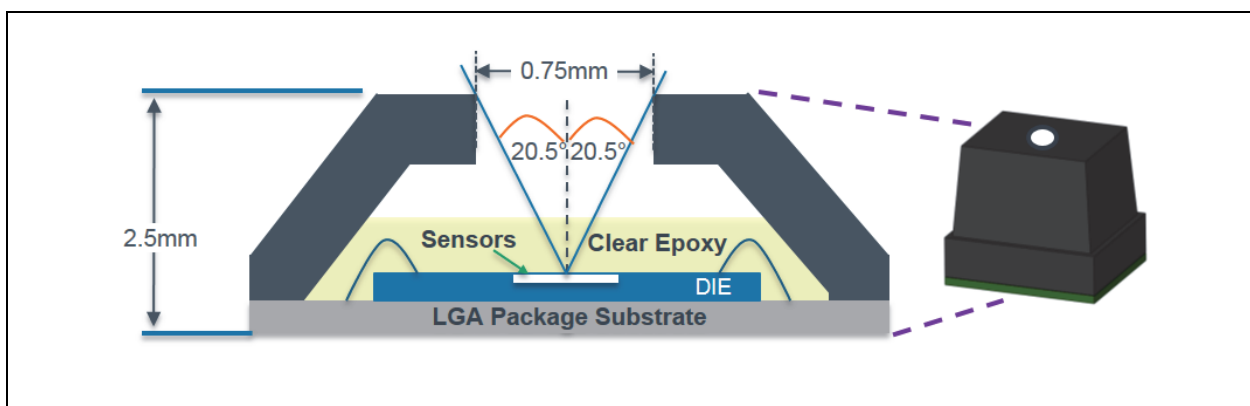 0.75mm
20.5° 20.5°
2.5mm
Sensors
Clear Epoxy
DIE
LGA Package Substrate